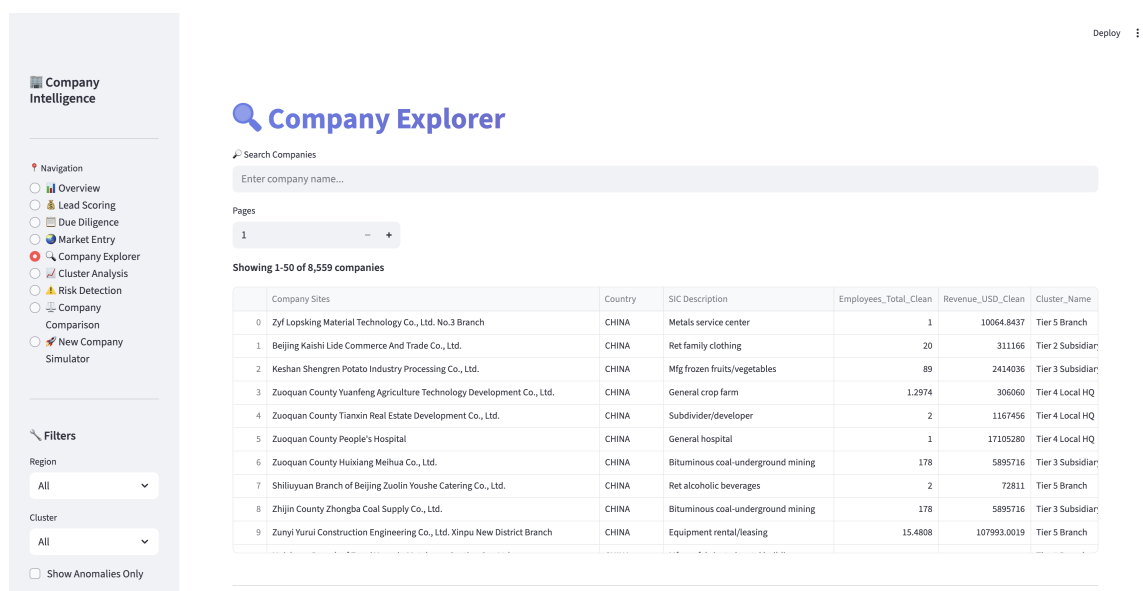 Deploy
Company
Intelligence
Navigation
Overview
Lead Scoring
Due Diligence
Market Entry
Company Explorer
Cluster Analysis
Risk Detection
Company
Comparison
New Company
Simulator
Filters
Region
All
Cluster
All
Show Anomalies Only
Company Explorer
Search Companies
Enter company name...
Pages
1 − +
Showing 1-50 of 8,559 companies
Company Sites Country SIC Description Employees_Total_Clean Revenue_USD_Clean Cluster_Name
0 Zyf Lopsking Material Technology Co., Ltd. No.3 Branch CHINA Metals service center 1 10064.8437 Tier 5 Branch
1 Beijing Kaishi Lide Commerce And Trade Co., Ltd. CHINA Ret family clothing 20 311166 Tier 2 Subsidiary
2 Keshan Shengren Potato Industry Processing Co., Ltd. CHINA Mfg frozen fruits/vegetables 89 2414036 Tier 3 Subsidiary
3 Zuoquan County Yuanfeng Agriculture Technology Development Co., Ltd. CHINA General crop farm 1.2974 306060 Tier 4 Local HQ
4 Zuoquan County Tianxin Real Estate Development Co., Ltd. CHINA Subdivider/developer 2 1167456 Tier 4 Local HQ
5 Zuoquan County People's Hospital CHINA General hospital 1 17105280 Tier 4 Local HQ
6 Zuoquan County Huixiang Meihua Co., Ltd. CHINA Bituminous coal-underground mining 178 5895716 Tier 3 Subsidiary
7 Shiliuyuan Branch of Beijing Zuolin Youshe Catering Co., Ltd. CHINA Ret alcoholic beverages 2 72811 Tier 5 Branch
8 Zhijin County Zhongba Coal Supply Co., Ltd. CHINA Bituminous coal-underground mining 178 5895716 Tier 3 Subsidiary
9 Zunyi Yurui Construction Engineering Co., Ltd. Xinpu New District Branch CHINA Equipment rental/leasing 15.4808 107993.0019 Tier 5 Branch